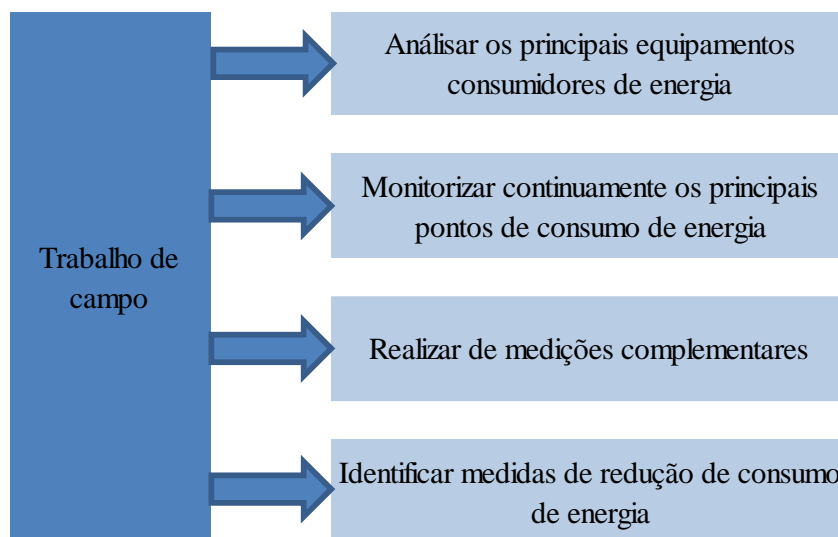 Trabalho de
campo
Análisar os principais equipamentos
consumidores de energia
Monitorizar continuamente os principais
pontos de consumo de energia
Realizar de medições complementares
Identificar medidas de redução de consumo
de energia